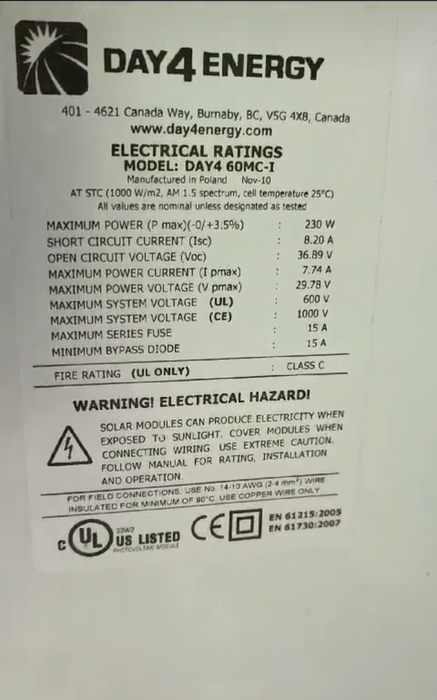 DAY4 ENERGY
401 - 4621 Canada Way, Burnaby, BC, V5G 4X8, Canada
www.day4energy.com
ELECTRICAL RATINGS
MODEL: DAY4 60MC-I
Manufactured in Poland Nov-10
AT STC (1000 W/m2, AM 1.5 spectrum, cell temperature 25°C)
All values are nominal unless designated as tested
MAXIMUM POWER (P max)(-0/+3.5%) : 230 W
SHORT CIRCUIT CURRENT (Isc) : 8.20 A
OPEN CIRCUIT VOLTAGE (Voc) : 36.89 V
MAXIMUM POWER CURRENT (I pmax) : 7.74 A
MAXIMUM POWER VOLTAGE (V pmax) : 29.78 V
MAXIMUM SYSTEM VOLTAGE (UL) : 600 V
MAXIMUM SYSTEM VOLTAGE (CE) : 1000 V
MAXIMUM SERIES FUSE : 15 A
MINIMUM BYPASS DIODE : 15 A
FIRE RATING (UL ONLY) : CLASS C
WARNING! ELECTRICAL HAZARD!
SOLAR MODULES CAN PRODUCE ELECTRICITY WHEN
EXPOSED TO SUNLIGHT. COVER MODULES WHEN
CONNECTING WIRING. USE EXTREME CAUTION.
FOLLOW MANUAL FOR RATING, INSTALLATION
AND OPERATION.
FOR FIELD CONNECTIONS, USE No. 14-10 AWG (2-4 mm²) WIRE
INSULATED FOR MINIMUM OF 90°C. USE COPPER WIRE ONLY
C UL US LISTED
33W7
PHOTOVOLTAIC MODULE
CE
EN 61215:2005
EN 61730:2007